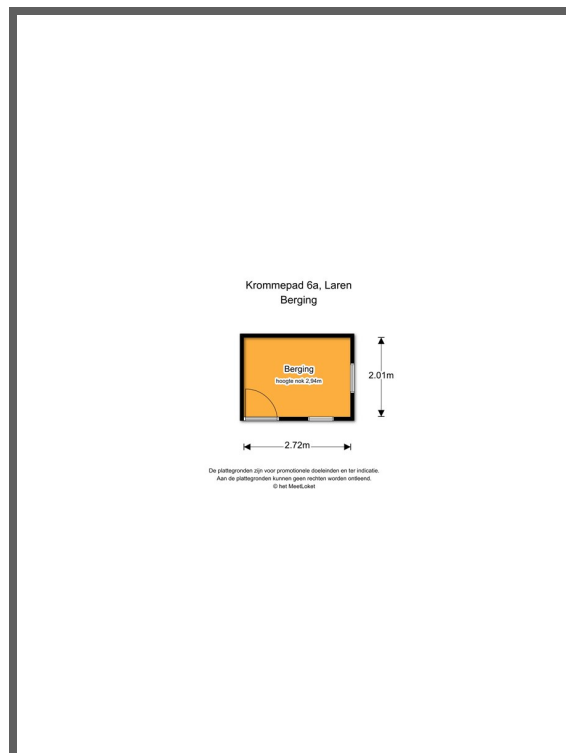 Krommepad 6a, Laren
Berging
Berging
hoogte nok 2,94m
2.01m
2.72m
De plattegronden zijn voor promotionele doeleinden en ter indicatie.
Aan de plattegronden kunnen geen rechten worden ontleend.
© het MeetLoket